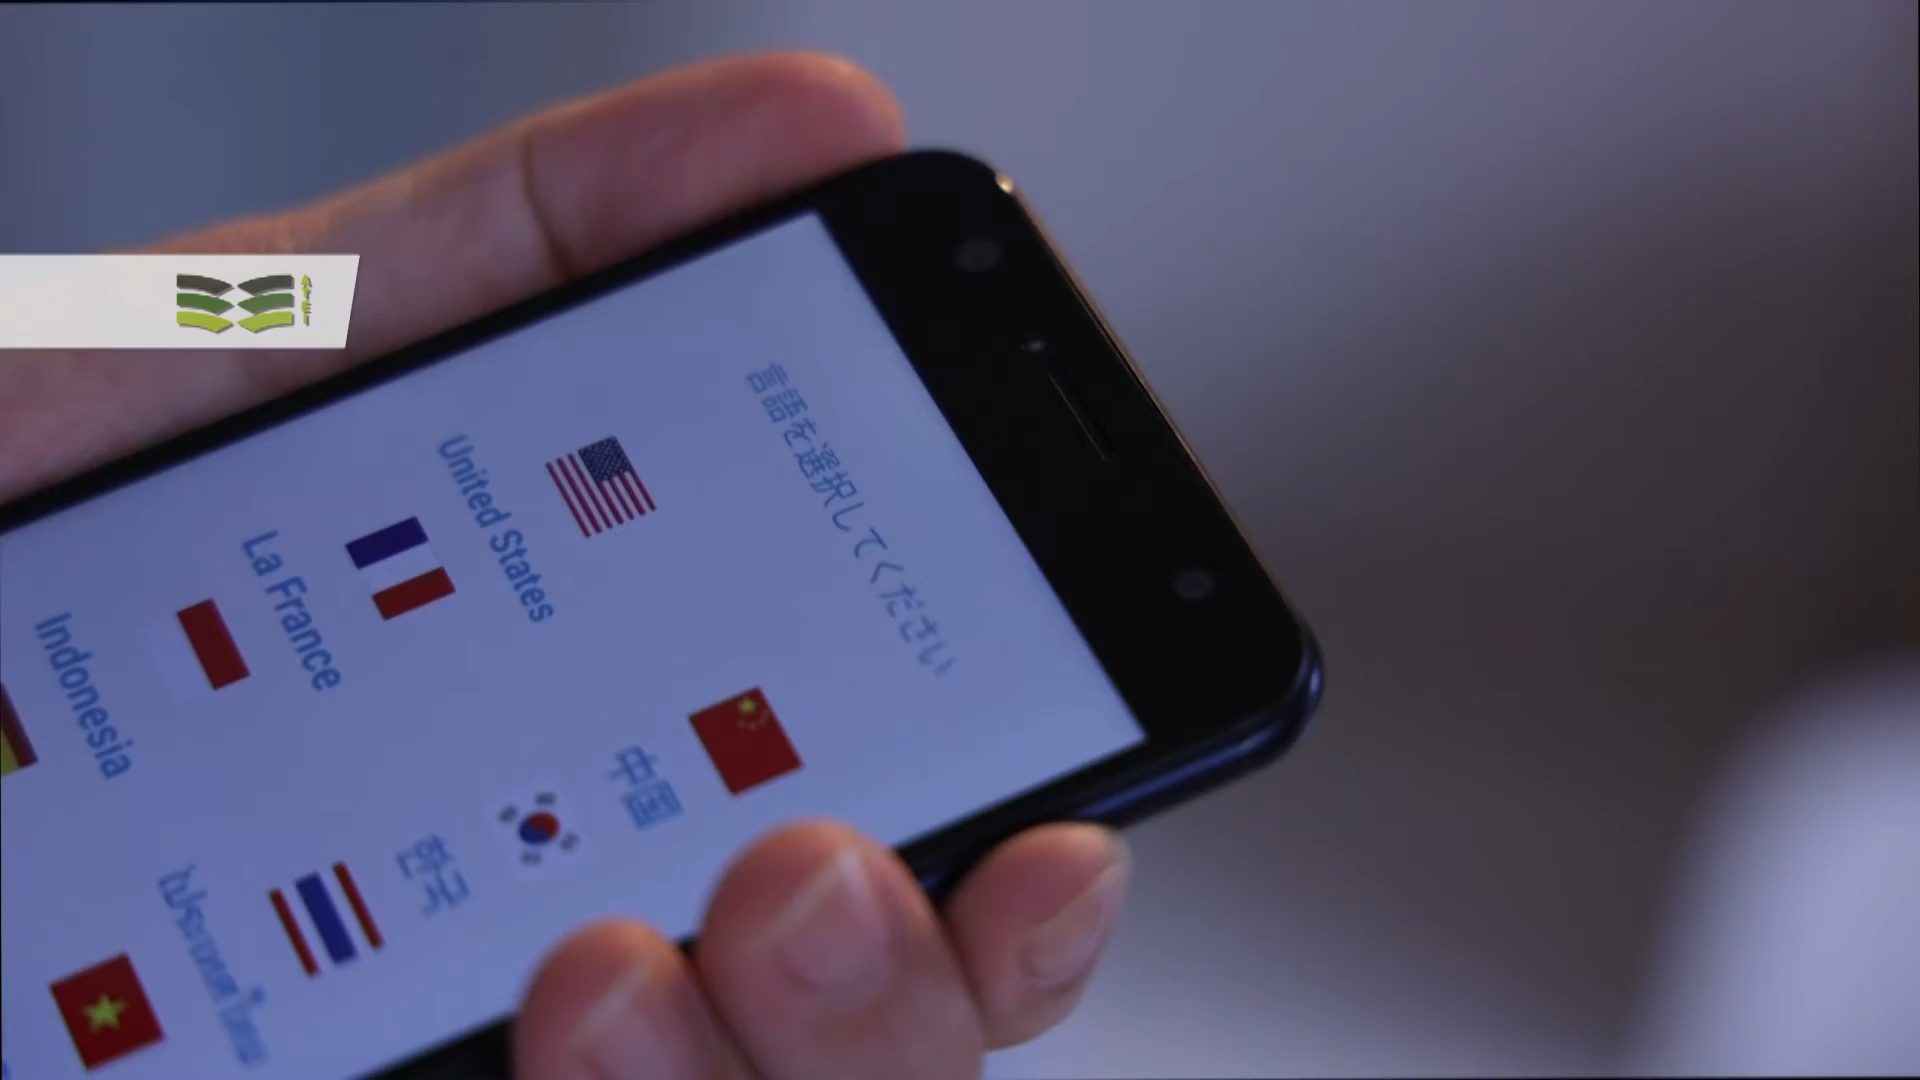 言語を選択してください
United States
中国
La France
한국
Indonesia
ประเทศไทย
ATEI